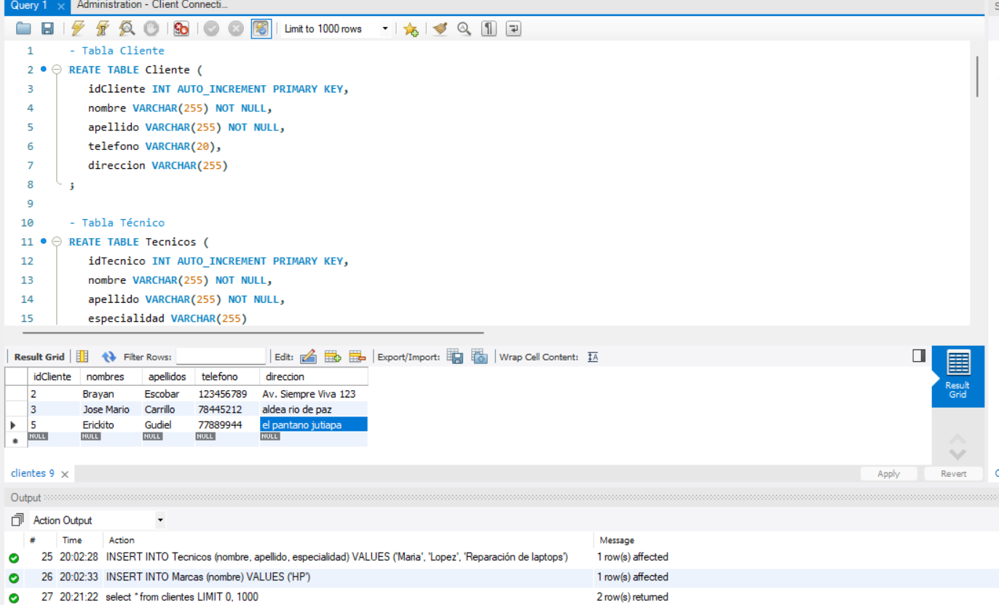 Query 1 × Administration - Client Connecti...
Limit to 1000 rows
1 - Tabla Cliente
2 REATE TABLE Cliente (
3 idCliente INT AUTO_INCREMENT PRIMARY KEY,
4 nombre VARCHAR(255) NOT NULL,
5 apellido VARCHAR(255) NOT NULL,
6 telefono VARCHAR(20),
7 direccion VARCHAR(255)
8 ;
9
10 - Tabla Técnico
11 REATE TABLE Tecnicos (
12 idTecnico INT AUTO_INCREMENT PRIMARY KEY,
13 nombre VARCHAR(255) NOT NULL,
14 apellido VARCHAR(255) NOT NULL,
15 especialidad VARCHAR(255)
Result Grid Filter Rows: Edit: Export/Import: Wrap Cell Content: IA
Result Grid
idCliente nombres apellidos telefono direccion
2 Brayan Escobar 123456789 Av. Siempre Viva 123
3 Jose Mario Carrillo 78445212 aldea rio de paz
5 Erickito Gudiel 77889944 el pantano jutiapa
NULL NULL NULL NULL NULL
clientes 9 × Apply Revert
Output
Action Output
# Time Action Message
25 20:02:28 INSERT INTO Tecnicos (nombre, apellido, especialidad) VALUES ('Maria', 'Lopez', 'Reparación de laptops') 1 row(s) affected
26 20:02:33 INSERT INTO Marcas (nombre) VALUES ('HP') 1 row(s) affected
27 20:21:22 select * from clientes LIMIT 0, 1000 2 row(s) returned